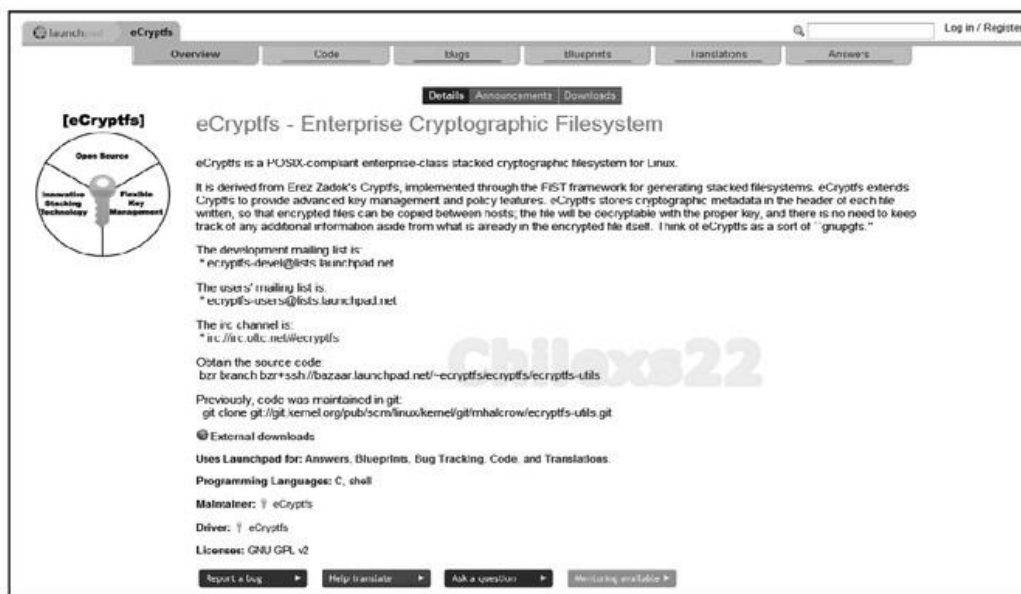 launchpad eCryptfs Log in / Register
Overview Code Bugs Blueprints Translations Answers
Details Announcements Downloads
[eCryptfs]
Open Source
Innovative Stacking Technology
Flexible Key Management
eCryptfs - Enterprise Cryptographic Filesystem
eCryptfs is a POSIX-compliant enterprise-class stacked cryptographic filesystem for Linux.
It is derived from Erez Zadok's Cryptfs, implemented through the FiST framework for generating stacked filesystems. eCryptfs extends
Cryptfs to provide advanced key management and policy features. eCryptfs stores cryptographic metadata in the header of each file
written, so that encrypted files can be copied between hosts; the file will be decryptable with the proper key, and there is no need to keep
track of any additional information aside from what is already in the encrypted file itself. Think of eCryptfs as a sort of ``gnupgfs.''
The development mailing list is:
* ecryptfs-devel@lists.launchpad.net
The users' mailing list is:
* ecryptfs-users@lists.launchpad.net
The irc channel is:
* irc://irc.oftc.net/#ecryptfs
Obtain the source code:
bzr branch bzr+ssh://bazaar.launchpad.net/~ecryptfs/ecryptfs/ecryptfs-utils
Previously, code was maintained in git:
git clone git://git.kernel.org/pub/scm/linux/kernel/git/mhalcrow/ecryptfs-utils.git
External downloads
Uses Launchpad for: Answers, Blueprints, Bug Tracking, Code, and Translations.
Programming Languages: C, shell
Maintainer: eCryptfs
Driver: eCryptfs
Licenses: GNU GPL v2
Report a bug Help translate Ask a question Mentoring available
Chilaxs22